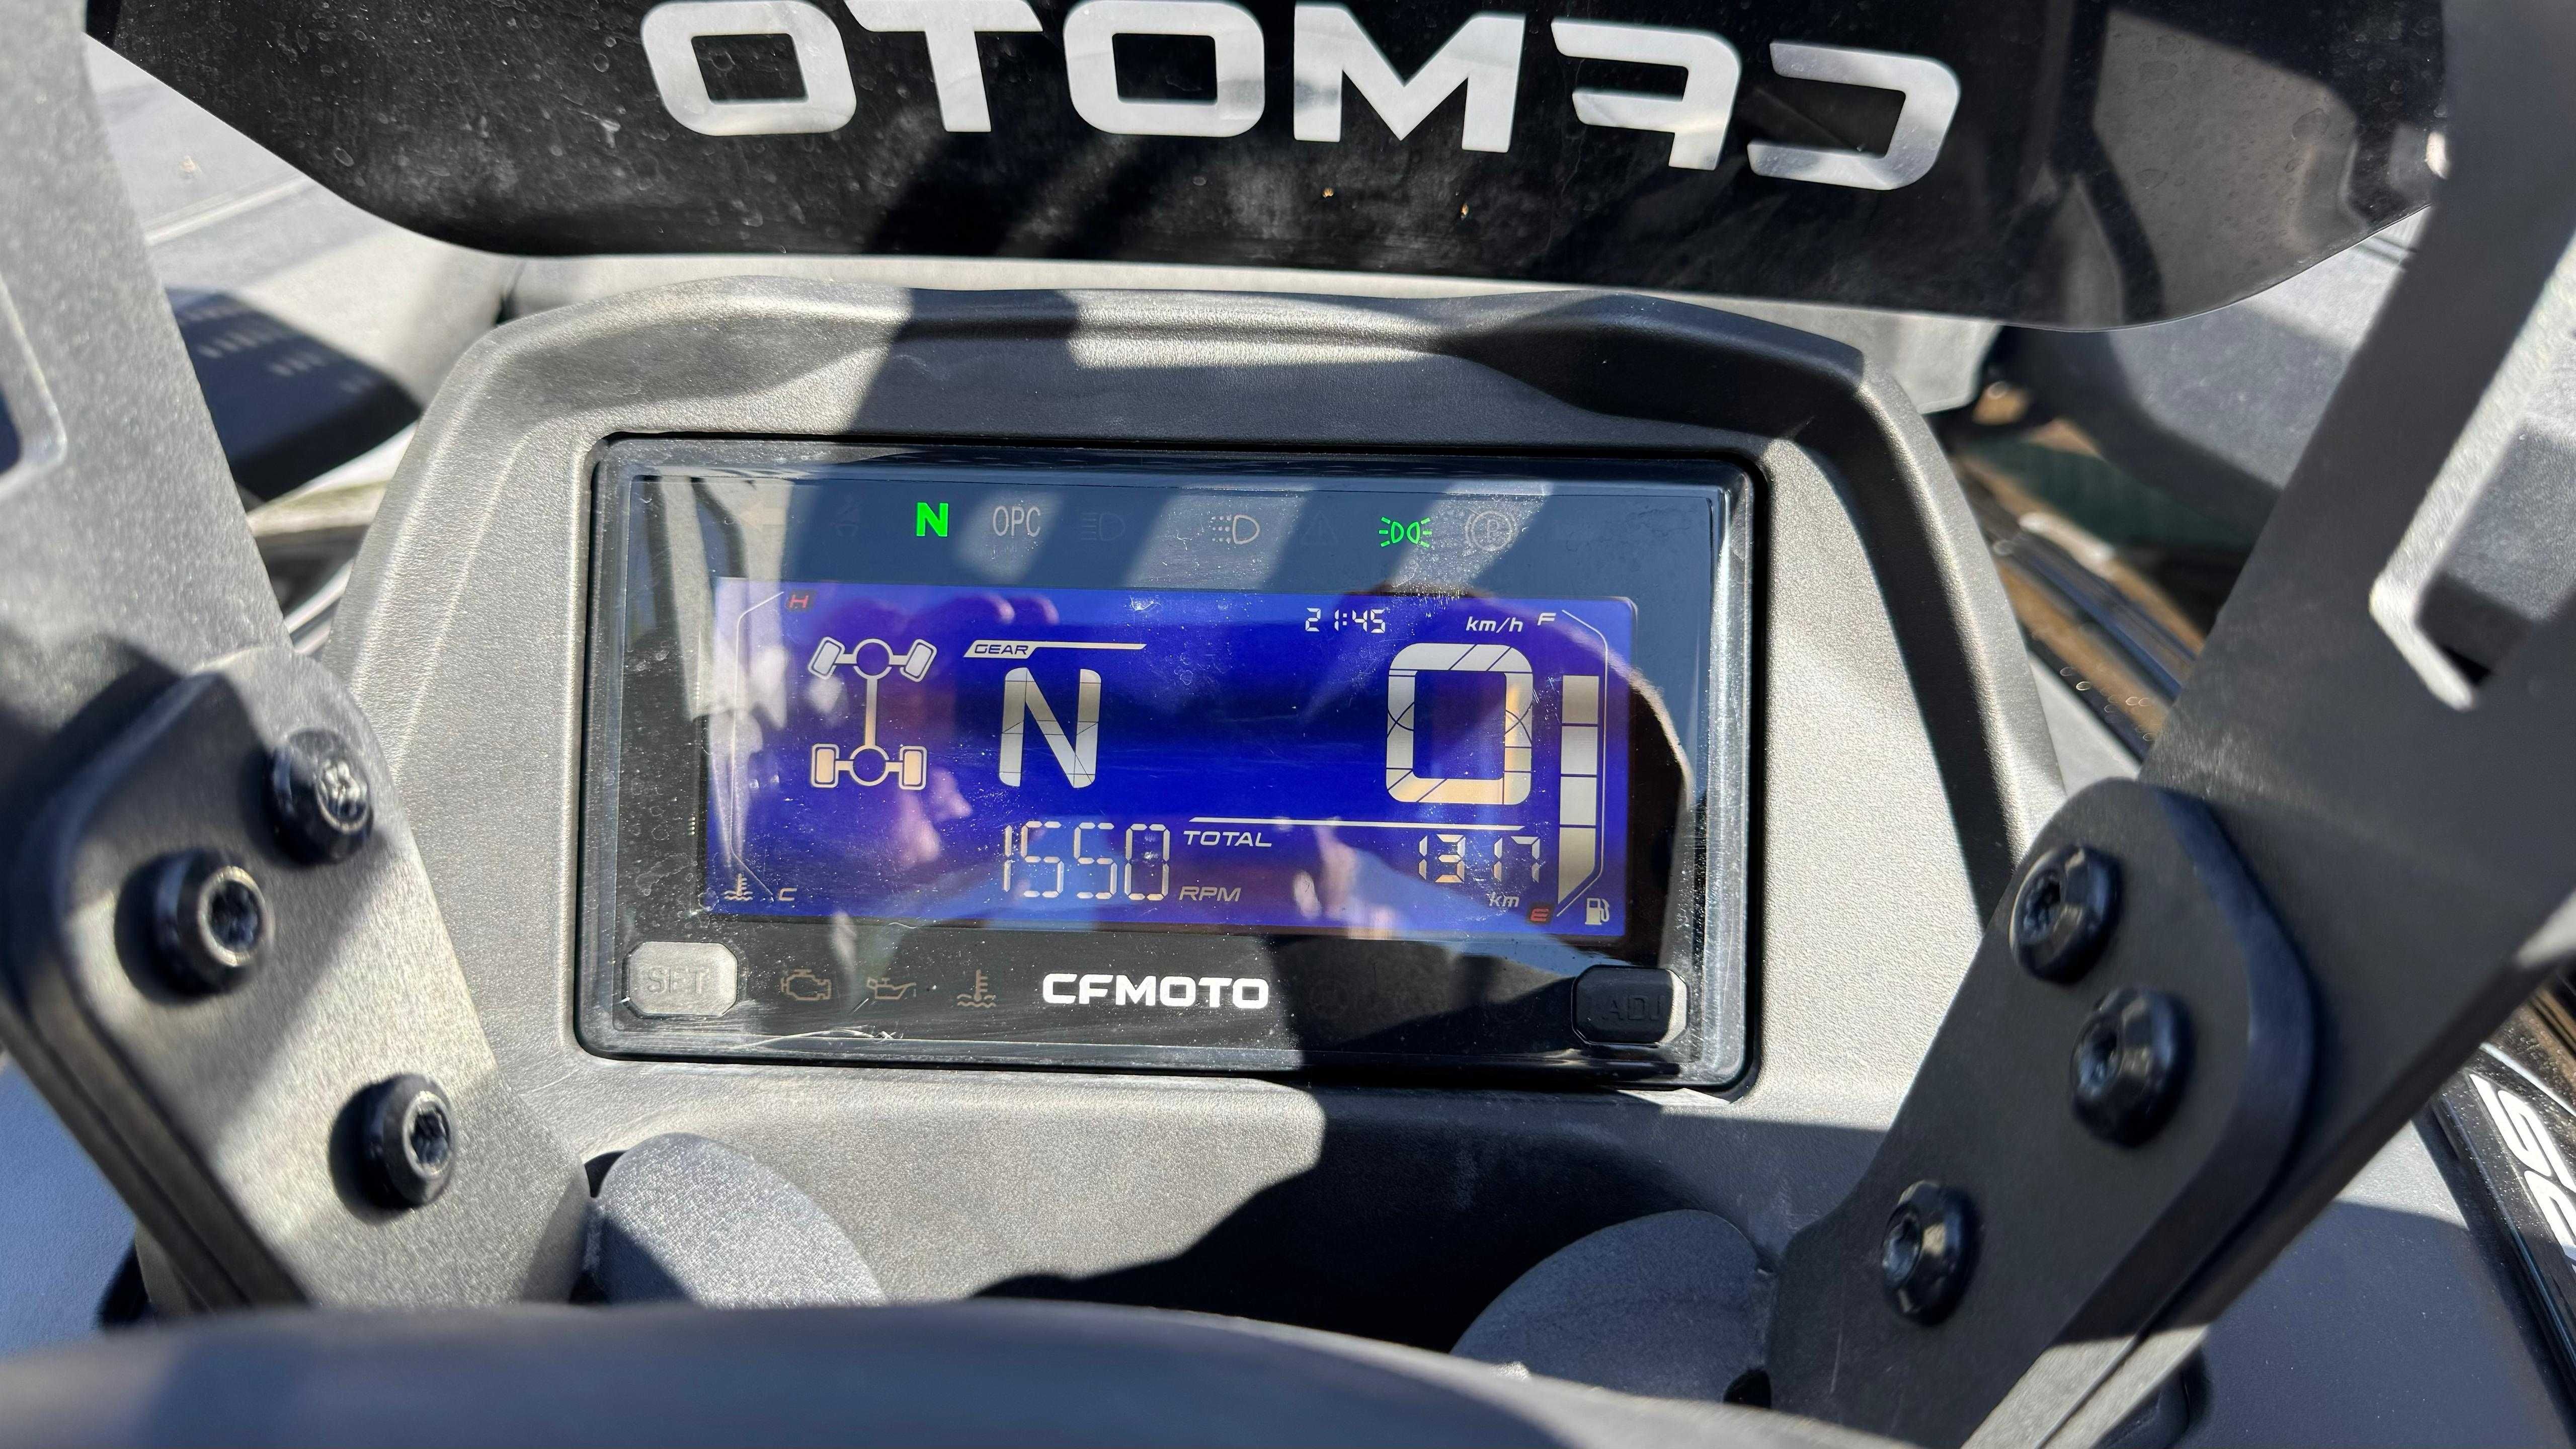 CFMOTO
N OPC
H 21:45 km/h F
GEAR
N 0
1550 TOTAL 1317
C RPM km E
SET CFMOTO ADJ